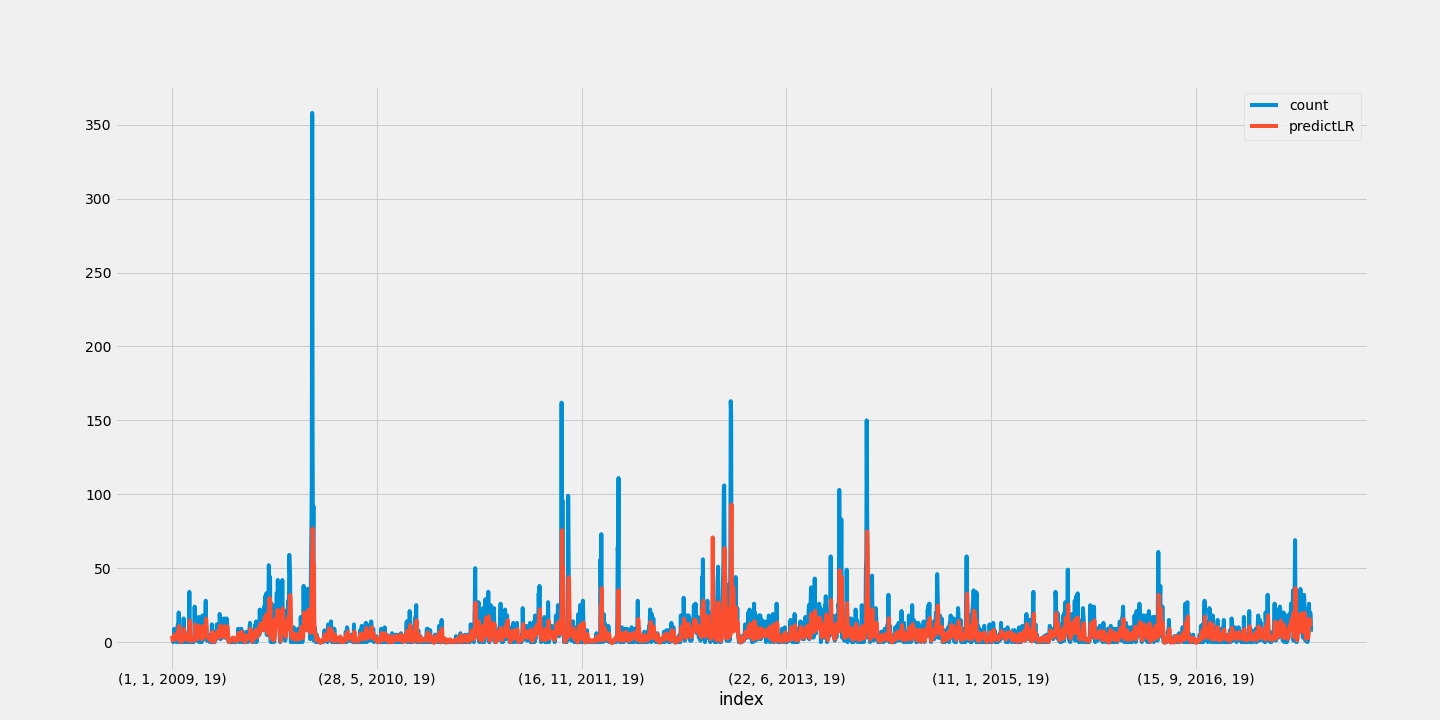 count
predictLR
350
300
250
200
150
100
50
0
(1, 1, 2009, 19) (28, 5, 2010, 19) (16, 11, 2011, 19) (22, 6, 2013, 19) (11, 1, 2015, 19) (15, 9, 2016, 19)
index